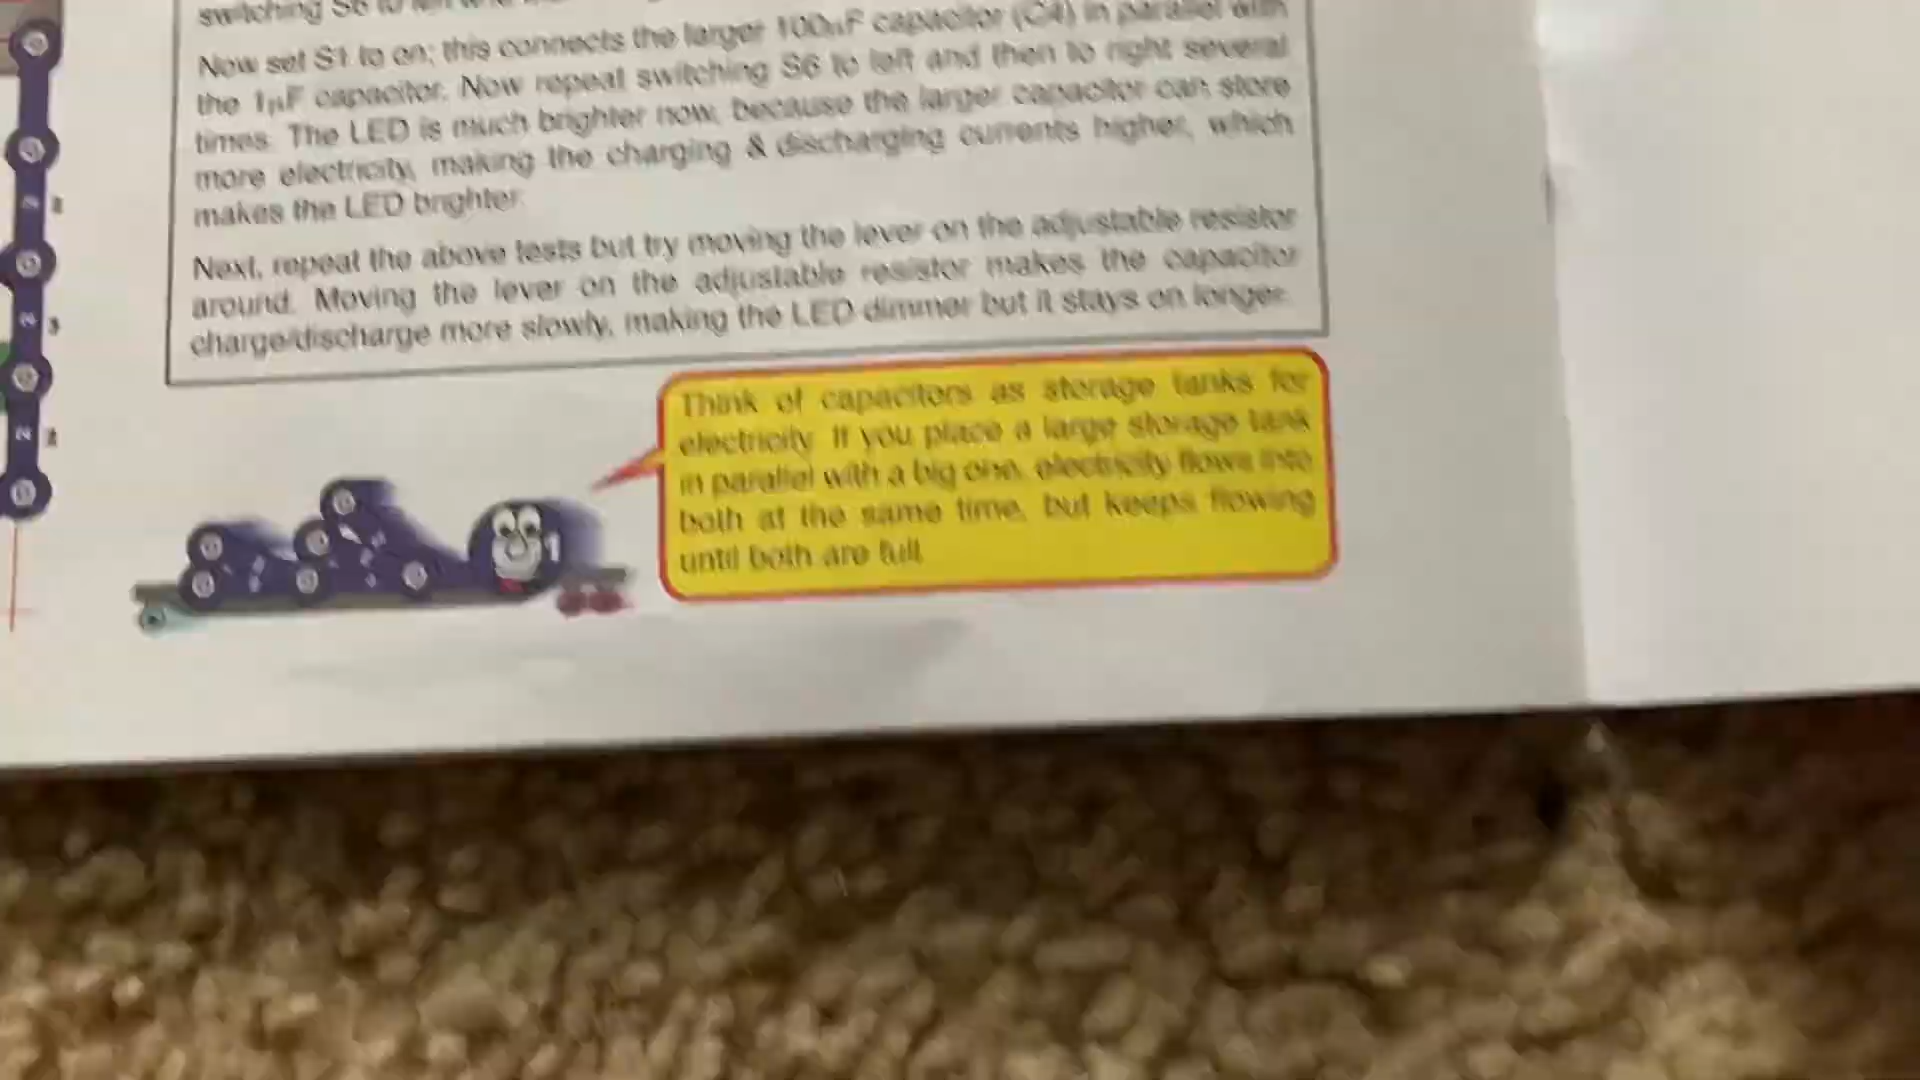 switching S6 to left
Now set S1 to on; this connects the larger 100µF capacitor (C4) in parallel with
the 1µF capacitor. Now repeat switching S6 to left and then to right several
times. The LED is much brighter now, because the larger capacitor can store
more electricity, making the charging & discharging currents higher, which
makes the LED brighter.
Next, repeat the above tests but try moving the lever on the adjustable resistor
around. Moving the lever on the adjustable resistor makes the capacitor
charge/discharge more slowly, making the LED dimmer but it stays on longer.
Think of capacitors as storage tanks for
electricity. If you place a large storage tank
in parallel with a big one, electricity flows into
both at the same time, but keeps flowing
until both are full.